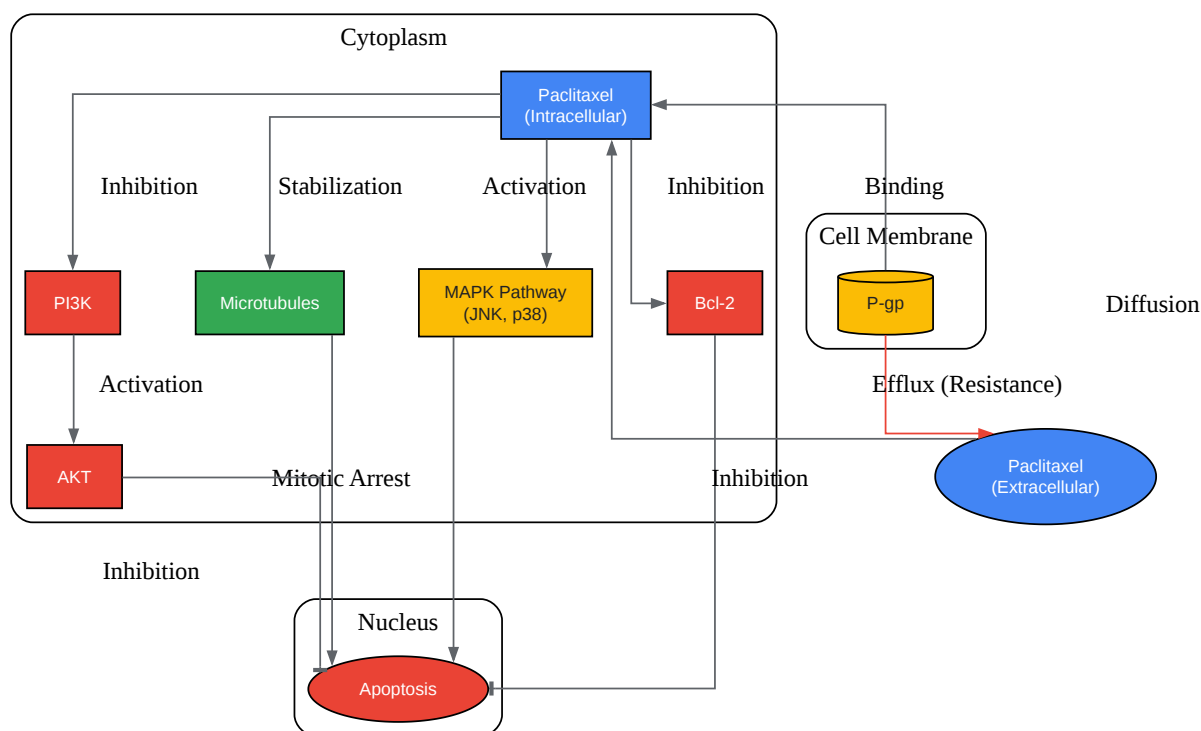 Cytoplasm
Paclitaxel
(Intracellular)
Inhibition
Stabilization
Activation
Inhibition
Binding
Cell Membrane
PI3K
Microtubules
MAPK Pathway
(JNK, p38)
Bcl-2
P-gp
Diffusion
Activation
Efflux (Resistance)
AKT
Mitotic Arrest
Inhibition
Paclitaxel
(Extracellular)
Inhibition
Nucleus
Apoptosis